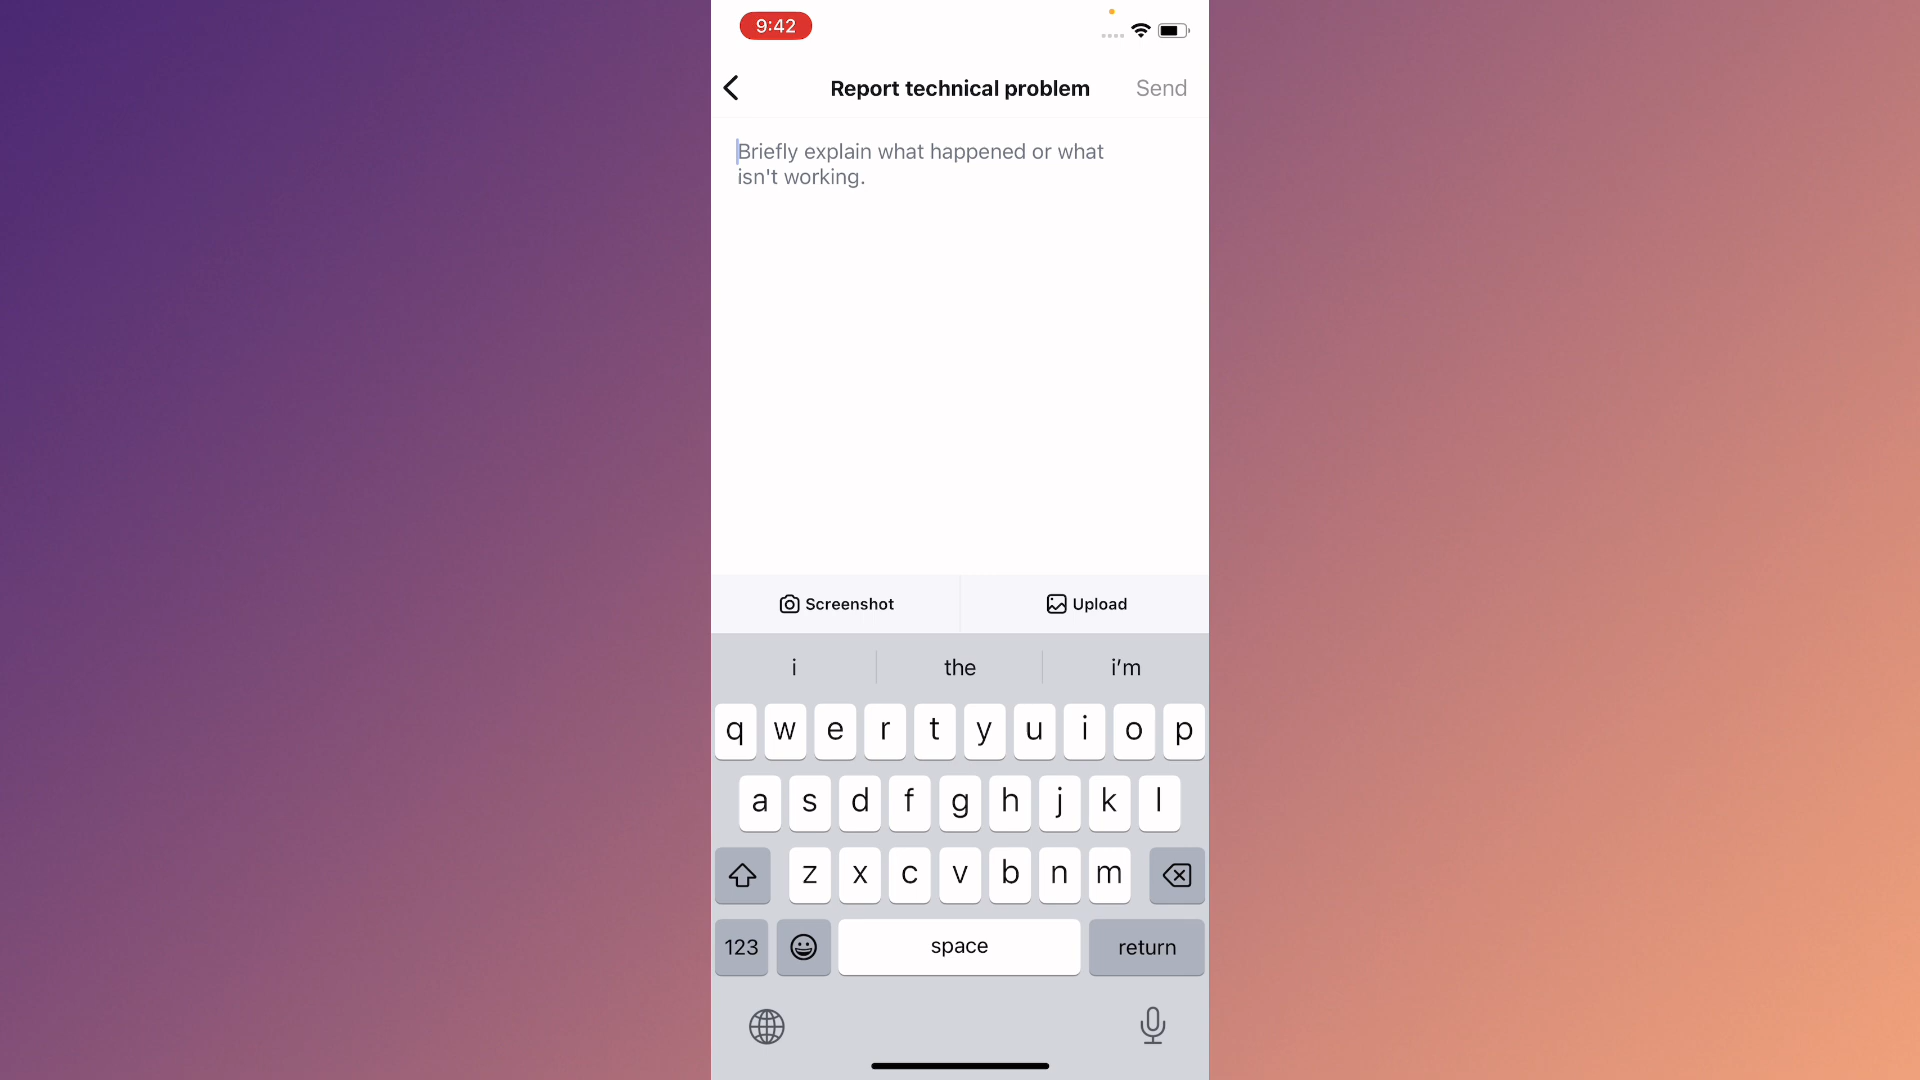 9:42
Report technical problem Send
Briefly explain what happened or what
isn't working.
Screenshot Upload
i the i'm
q w e r t y u i o p
a s d f g h j k l
z x c v b n m
123 space return